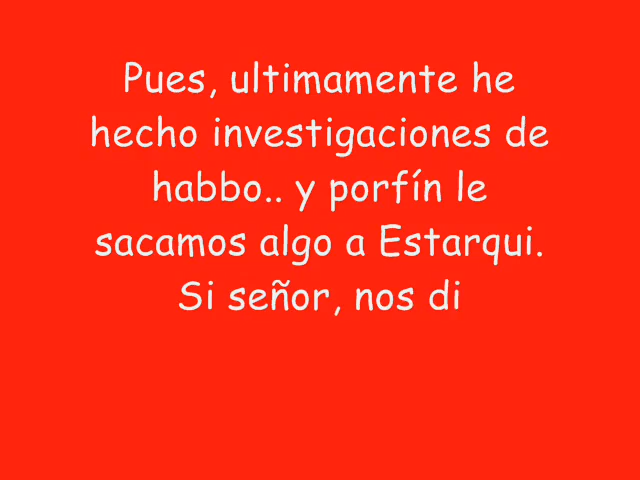 Pues, ultimamente he
hecho investigaciones de
habbo.. y porfín le
sacamos algo a Estarqui.
Si señor, nos di